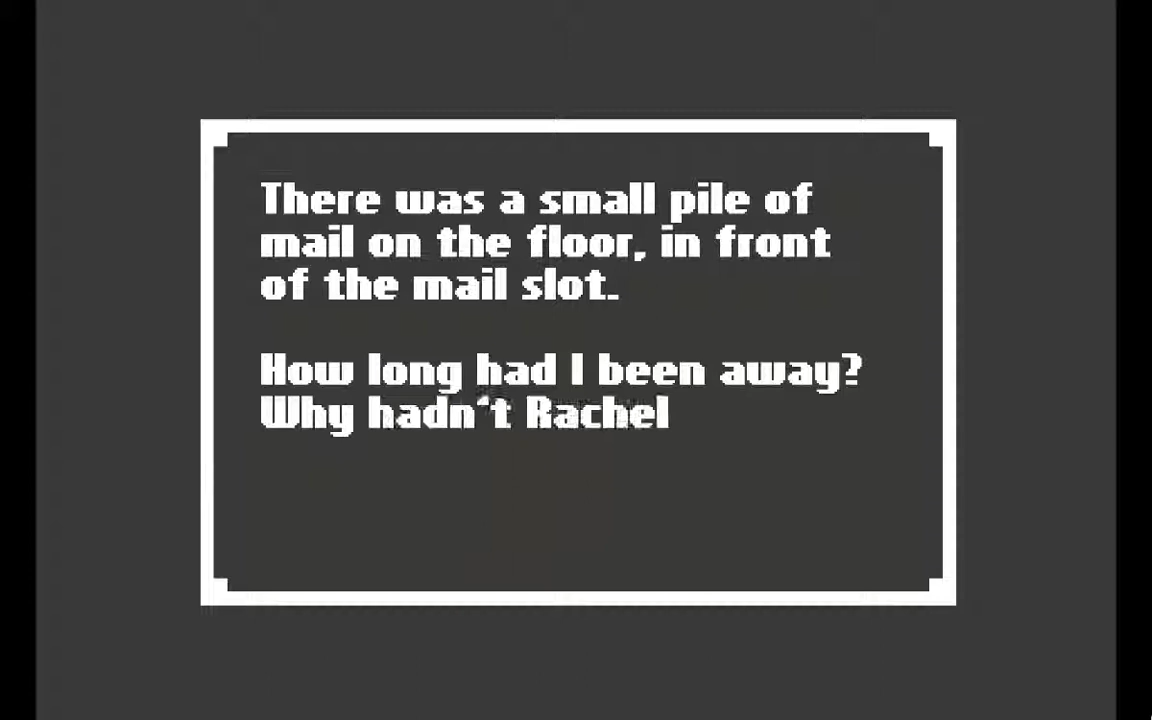 There was a small pile of
mail on the floor, in front
of the mail slot.
How long had I been away?
Why hadn't Rachel